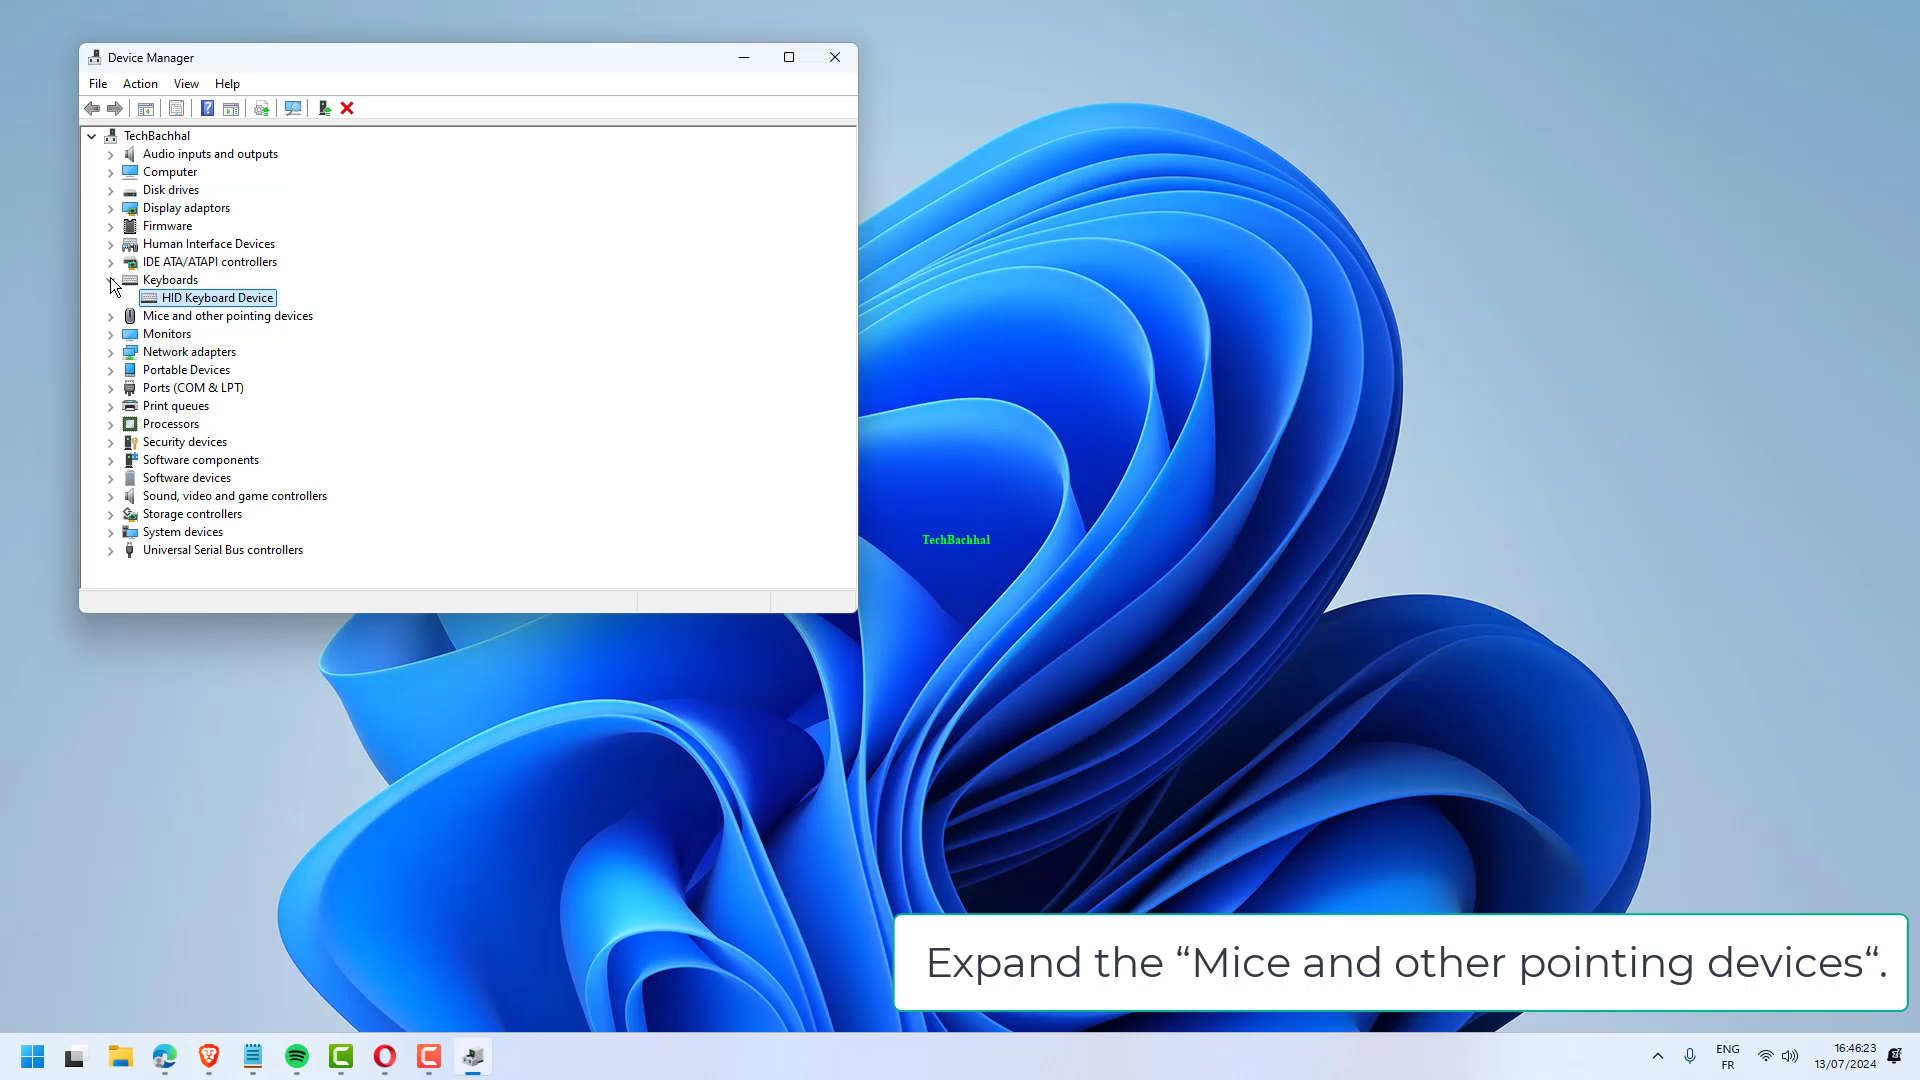 Device Manager
File Action View Help
TechBachhal
Audio inputs and outputs
Computer
Disk drives
Display adaptors
Firmware
Human Interface Devices
IDE ATA/ATAPI controllers
Keyboards
HID Keyboard Device
Mice and other pointing devices
Monitors
Network adapters
Portable Devices
Ports (COM & LPT)
Print queues
Processors
Security devices
Software components
Software devices
Sound, video and game controllers
Storage controllers
System devices
Universal Serial Bus controllers
TechBachhal
Expand the “Mice and other pointing devices“.
ENG
FR
16:46:23
13/07/2024